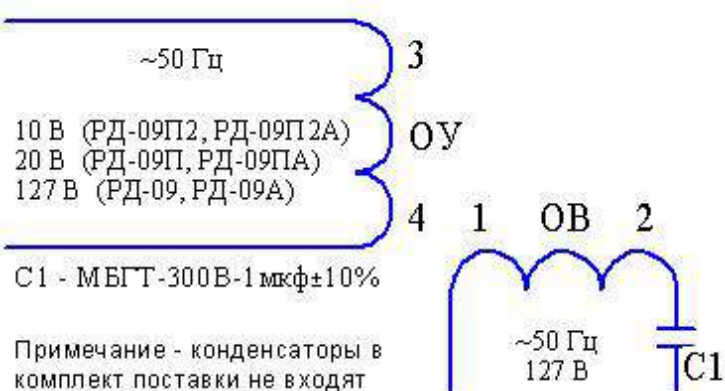 ~50 Гц
3
10 В (РД-09П2, РД-09П2А)
20 В (РД-09П, РД-09ПА)
127 В (РД-09, РД-09А)
ОУ
4
1 ОВ 2
С1 - МБГТ-300В-1мкф±10%
Примечание - конденсаторы в
комплект поставки не входят
~50 Гц
127 В
С1